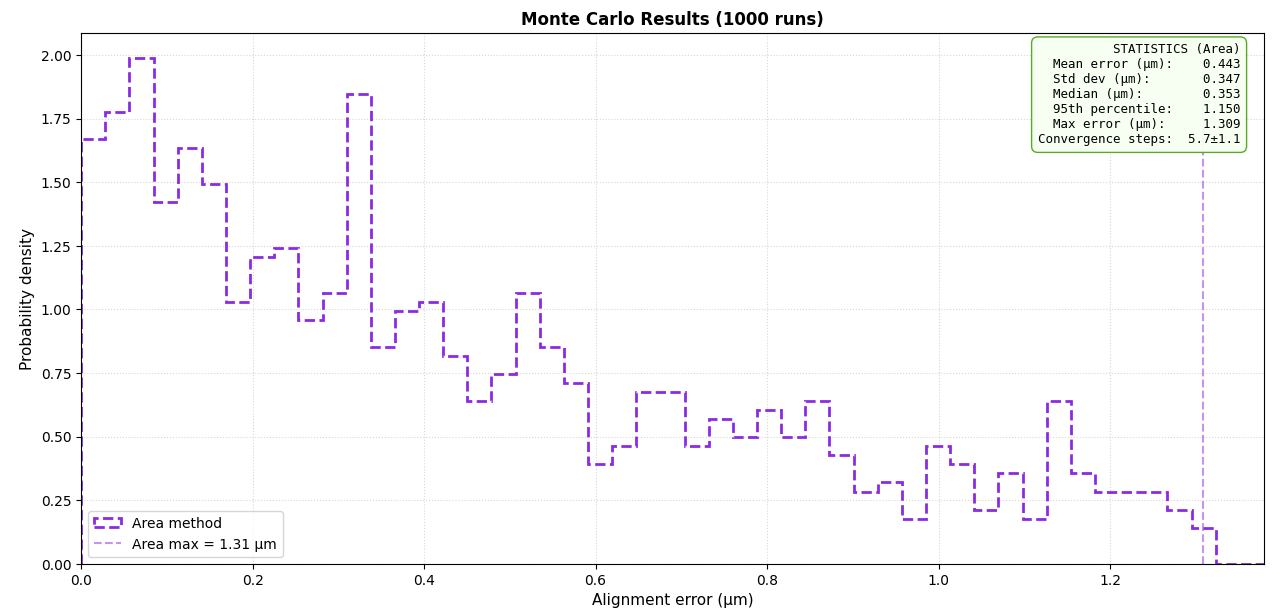 Monte Carlo Results (1000 runs)
STATISTICS (Area)
Mean error (μm): 0.443
Std dev (μm): 0.347
Median (μm): 0.353
95th percentile: 1.150
Max error (μm): 1.309
Convergence steps: 5.7±1.1
Probability density
2.00
1.75
1.50
1.25
1.00
0.75
0.50
0.25
0.00
Area method
Area max = 1.31 μm
0.0 0.2 0.4 0.6 0.8 1.0 1.2
Alignment error (μm)